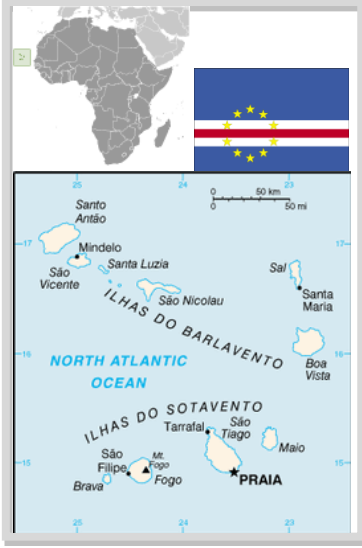 25
24
23
50 km
0
0
50 mi
Santo
Antão
17
17
Mindelo
São
Vicente
Santa Luzia
São Nicolau
Sal
Santa
Maria
ILHAS DO BARLAVENTO
16
16
Boa
Vista
NORTH ATLANTIC
OCEAN
ILHAS DO SOTAVENTO
Tarrafal
São
Tiago
Maio
15
15
São
Filipe
Mt.
Fogo
Fogo
Brava
PRAIA
25
24
23